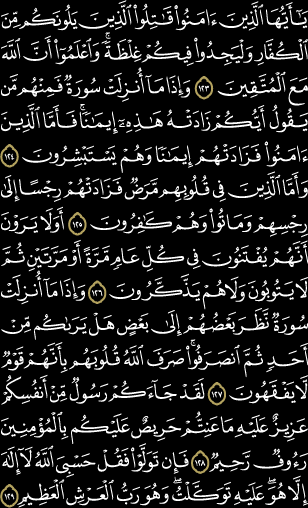 يَٰٓأَيُّهَا ٱلَّذِينَ ءَامَنُوا۟ قَٰتِلُوا۟ ٱلَّذِينَ يَلُونَكُم مِّنَ
ٱلْكُفَّارِ وَلْيَجِدُوا۟ فِيكُمْ غِلْظَةً ۚ وَٱعْلَمُوٓا۟ أَنَّ ٱللَّهَ
مَعَ ٱلْمُتَّقِينَ ١٢٣ وَإِذَا مَآ أُنزِلَتْ سُورَةٌ فَمِنْهُم مَّن
يَقُولُ أَيُّكُمْ زَادَتْهُ هَٰذِهِۦٓ إِيمَٰنًا ۚ فَأَمَّا ٱلَّذِينَ
ءَامَنُوا۟ فَزَادَتْهُمْ إِيمَٰنًا وَهُمْ يَسْتَبْشِرُونَ ١٢٤
وَأَمَّا ٱلَّذِينَ فِى قُلُوبِهِم مَّرَضٌ فَزَادَتْهُمْ رِجْسًا إِلَىٰ
رِجْسِهِمْ وَمَاتُوا۟ وَهُمْ كَٰفِرُونَ ١٢٥ أَوَلَا يَرَوْنَ
أَنَّهُمْ يُفْتَنُونَ فِى كُلِّ عَامٍ مَّرَّةً أَوْ مَرَّتَيْنِ ثُمَّ
لَا يَتُوبُونَ وَلَا هُمْ يَذَّكَّرُونَ ١٢٦ وَإِذَا مَآ أُنزِلَتْ
سُورَةٌ نَّظَرَ بَعْضُهُمْ إِلَىٰ بَعْضٍ هَلْ يَرَىٰكُم مِّنْ
أَحَدٍ ثُمَّ ٱنصَرَفُوا۟ ۚ صَرَفَ ٱللَّهُ قُلُوبَهُم بِأَنَّهُمْ قَوْمٌ
لَّا يَفْقَهُونَ ١٢٧ لَقَدْ جَآءَكُمْ رَسُولٌ مِّنْ أَنفُسِكُمْ
عَزِيزٌ عَلَيْهِ مَا عَنِتُّمْ حَرِيصٌ عَلَيْكُم بِٱلْمُؤْمِنِينَ
رَءُوفٌ رَّحِيمٌ ١٢٨ فَإِن تَوَلَّوْا۟ فَقُلْ حَسْبِىَ ٱللَّهُ لَآ إِلَٰهَ
إِلَّا هُوَ ۖ عَلَيْهِ تَوَكَّلْتُ ۖ وَهُوَ رَبُّ ٱلْعَرْشِ ٱلْعَظِيمِ ١٢٩